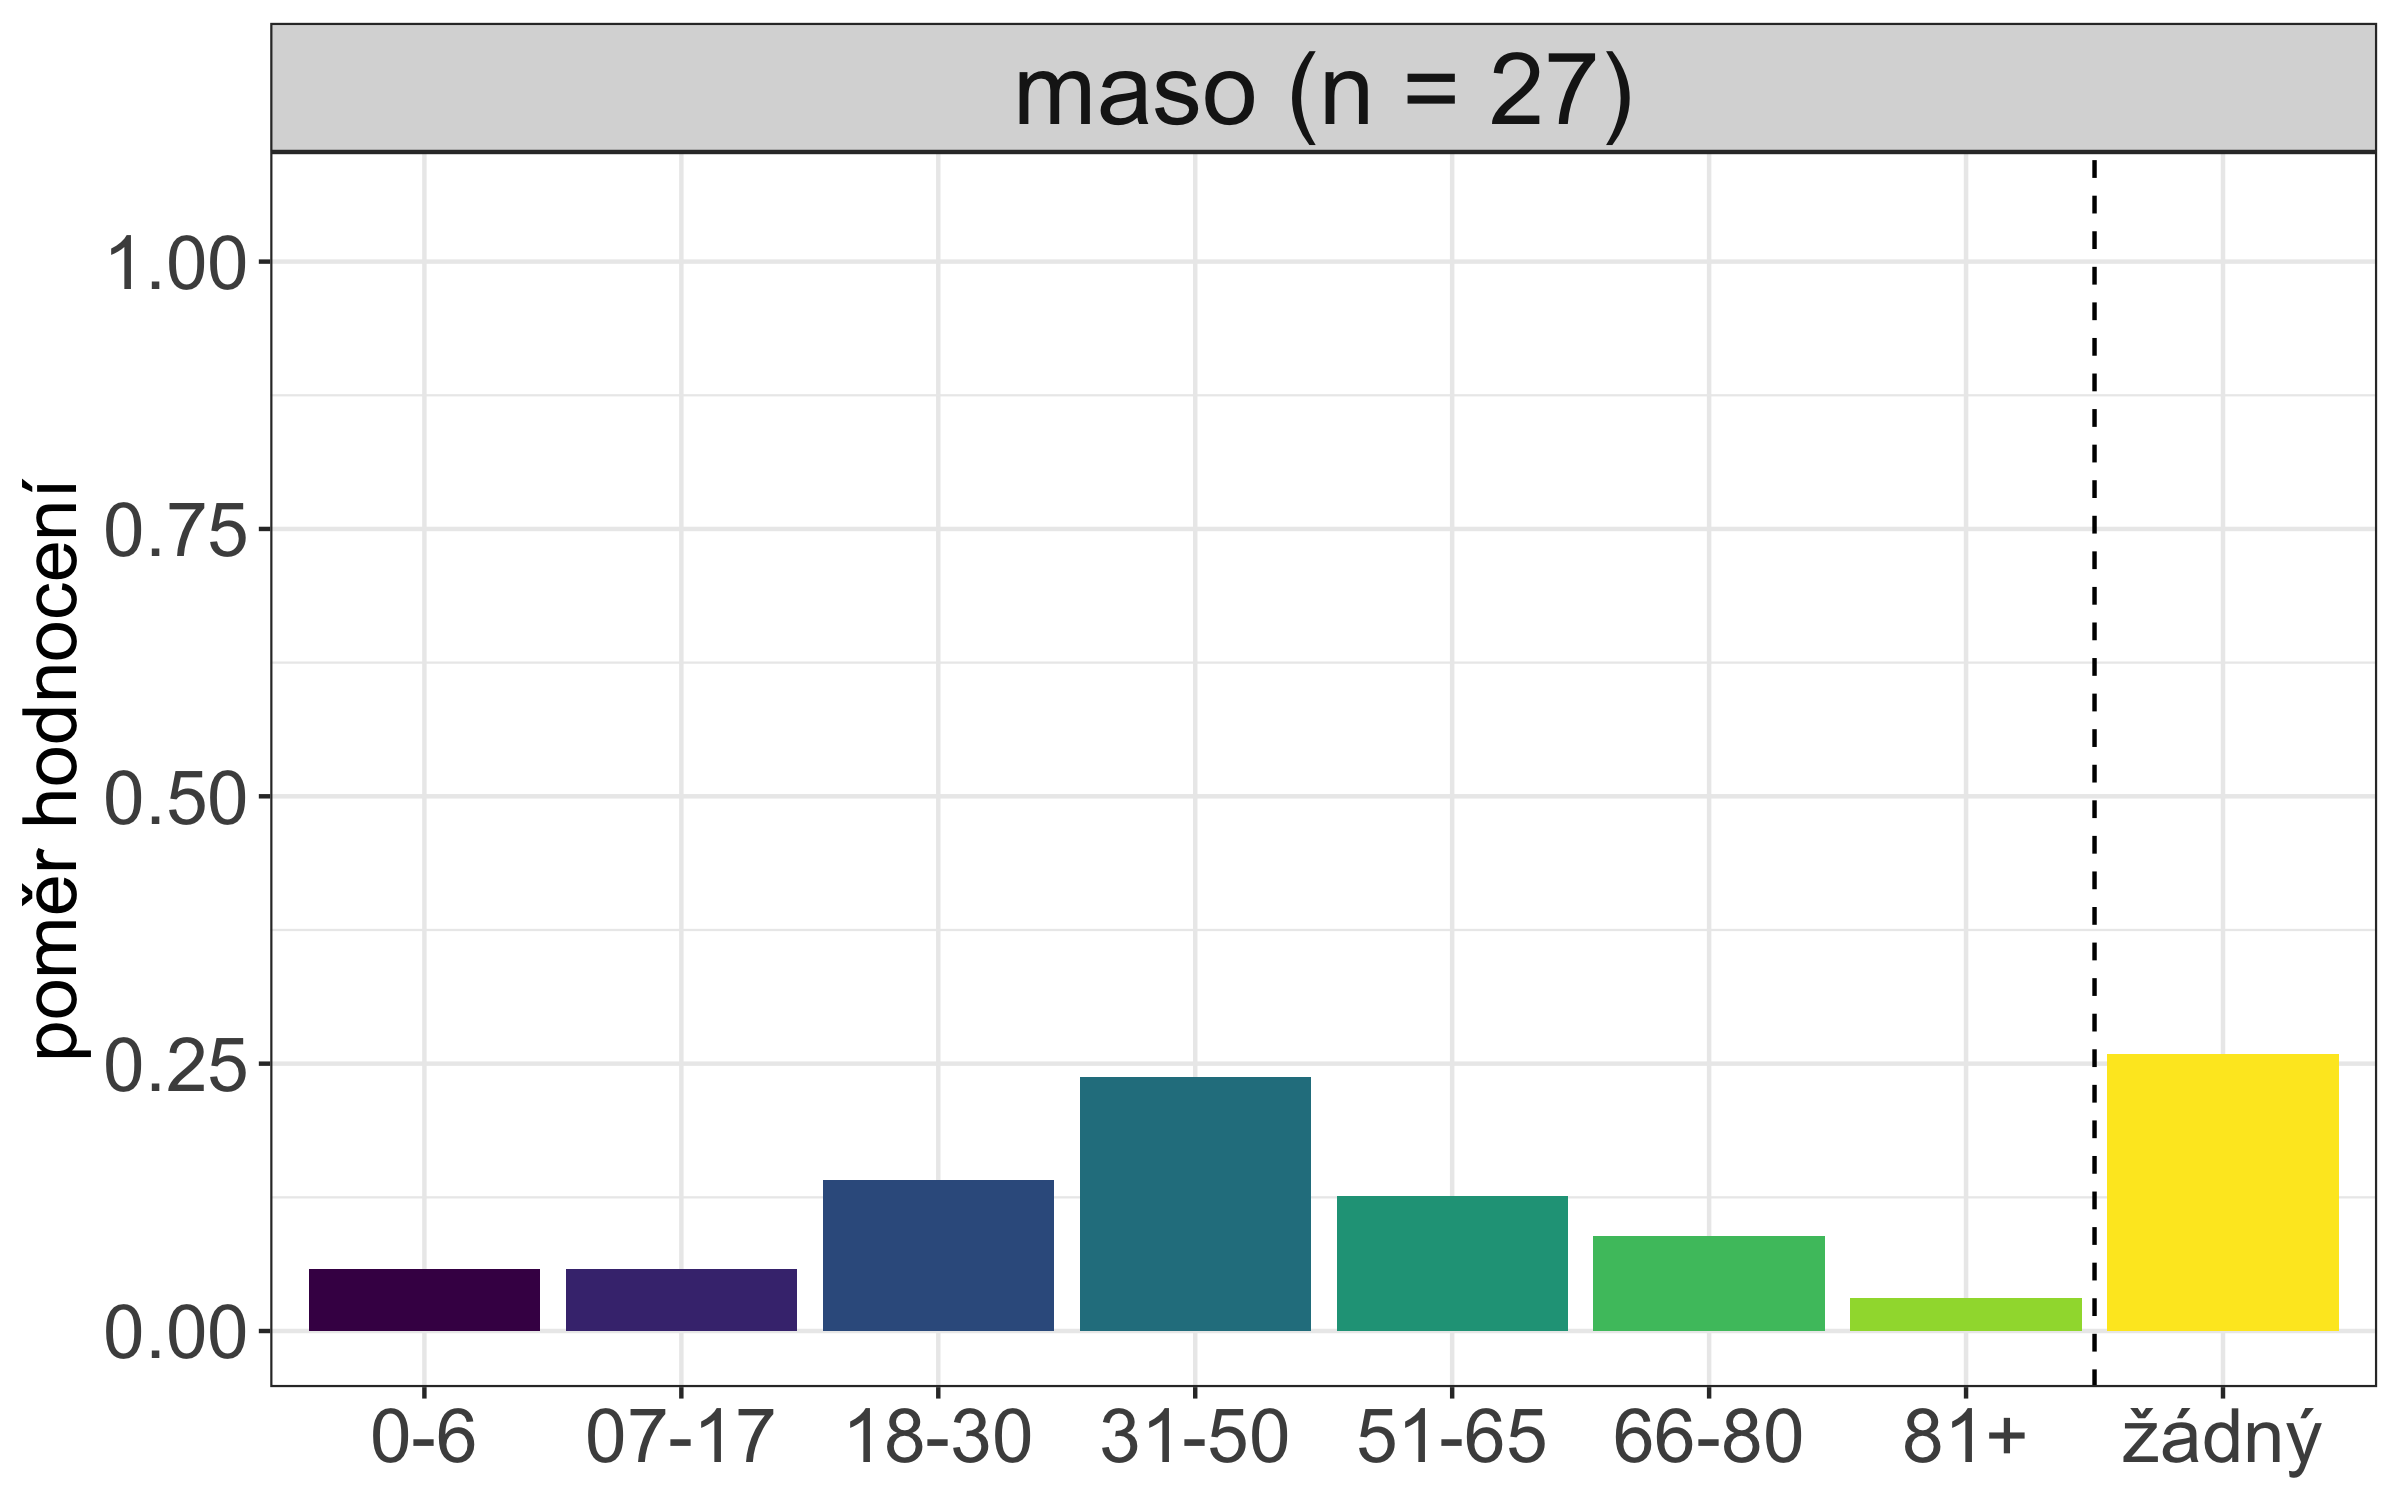 maso (n = 27)
poměr hodnocení
1.00
0.75
0.50
0.25
0.00
0-6 07-17 18-30 31-50 51-65 66-80 81+ žádný